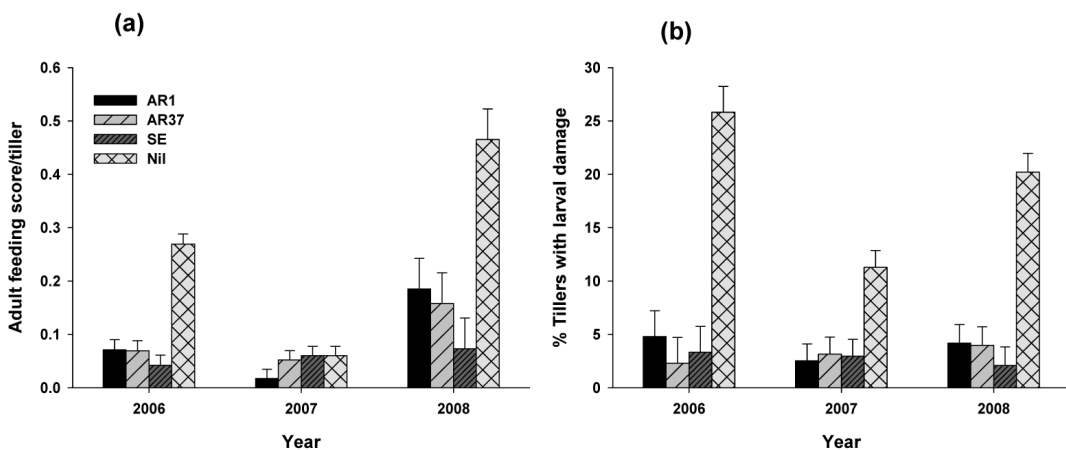 (a)
0.6
0.5
0.4
0.3
0.2
0.1
0.0
Adult feeding score/tiller
AR1
AR37
SE
Nil
2006
2007
2008
Year
(b)
30
25
20
15
10
5
0
% Tillers with larval damage
2006
2007
2008
Year